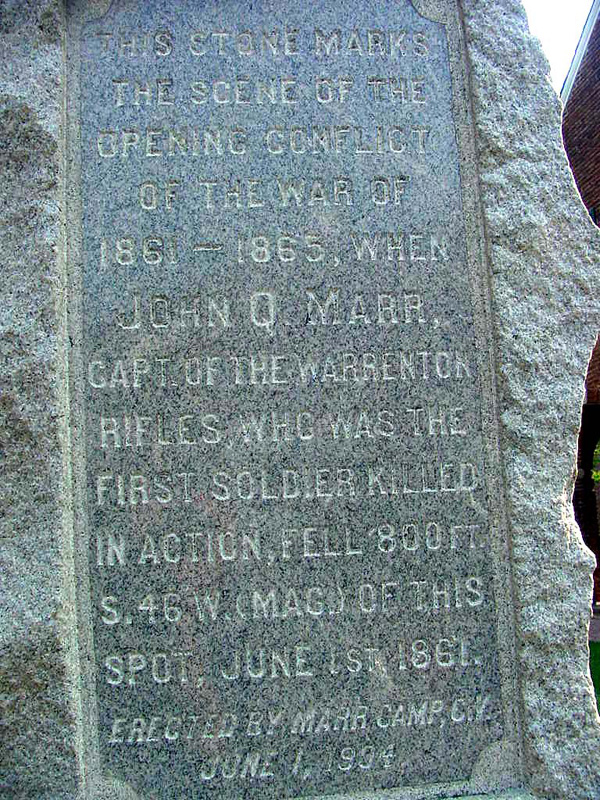 THIS STONE MARKS
THE SCENE OF THE
OPENING CONFLICT
OF THE WAR OF
1861 — 1865, WHEN
JOHN Q. MARR,
CAPT. OF THE WARRENTON
RIFLES, WHO WAS THE
FIRST SOLDIER KILLED
IN ACTION, FELL 800 FT.
S. 46 W. (MAG.) OF THIS
SPOT, JUNE 1ST, 1861.
ERECTED BY MARR CAMP, C.V.
JUNE 1, 1904